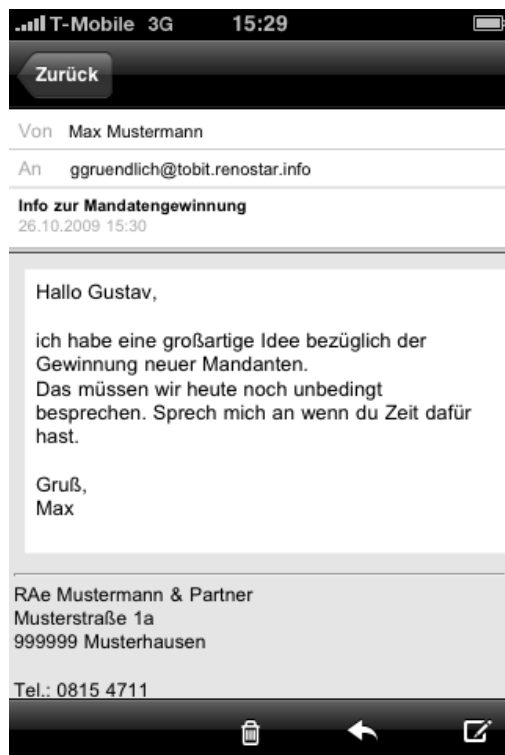 T-Mobile 3G 15:29
Zurück
Von Max Mustermann
An ggruendlich@tobit.renostar.info
Info zur Mandatengewinnung
26.10.2009 15:30
Hallo Gustav,
ich habe eine großartige Idee bezüglich der
Gewinnung neuer Mandanten.
Das müssen wir heute noch unbedingt
besprechen. Sprech mich an wenn du Zeit dafür
hast.
Gruß,
Max
RAe Mustermann & Partner
Musterstraße 1a
999999 Musterhausen
Tel.: 0815 4711